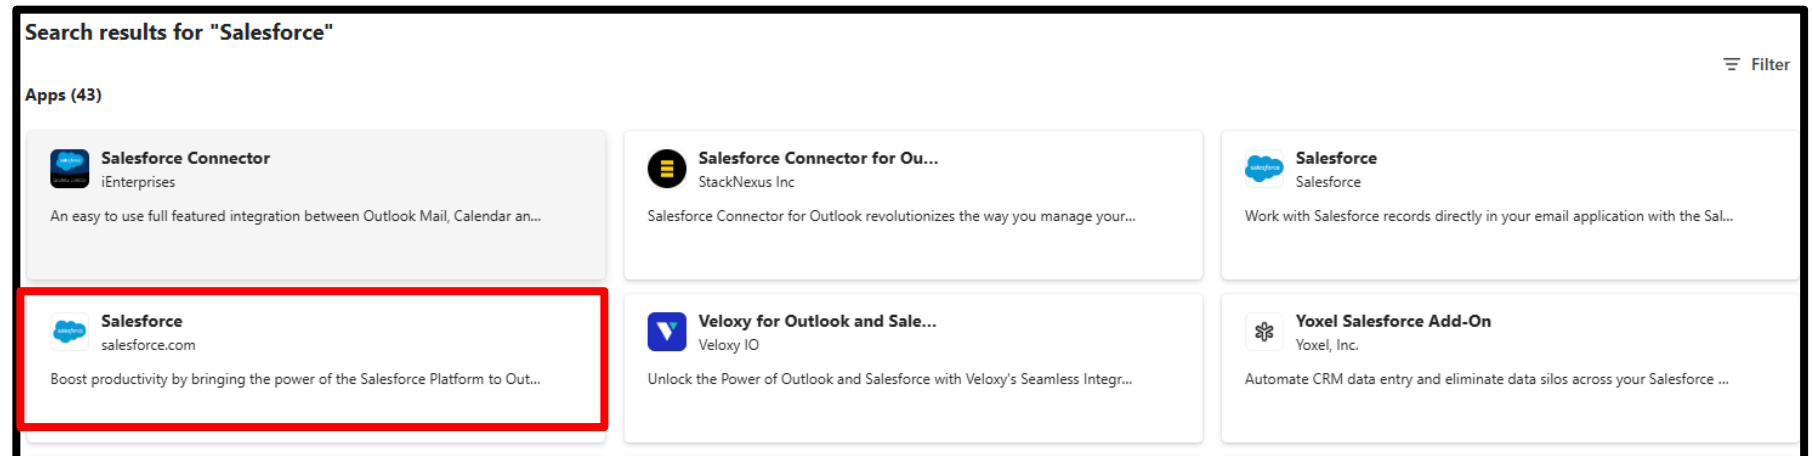 Search results for "Salesforce"
Filter
Apps (43)
Salesforce Connector
iEnterprises
An easy to use full featured integration between Outlook Mail, Calendar an...
Salesforce Connector for Ou...
StackNexus Inc
Salesforce Connector for Outlook revolutionizes the way you manage your...
salesforce
Salesforce
Salesforce
Work with Salesforce records directly in your email application with the Sal...
salesforce
Salesforce
salesforce.com
Boost productivity by bringing the power of the Salesforce Platform to Out...
Veloxy for Outlook and Sale...
Veloxy IO
Unlock the Power of Outlook and Salesforce with Veloxy's Seamless Integr...
Yoxel Salesforce Add-On
Yoxel, Inc.
Automate CRM data entry and eliminate data silos across your Salesforce ...